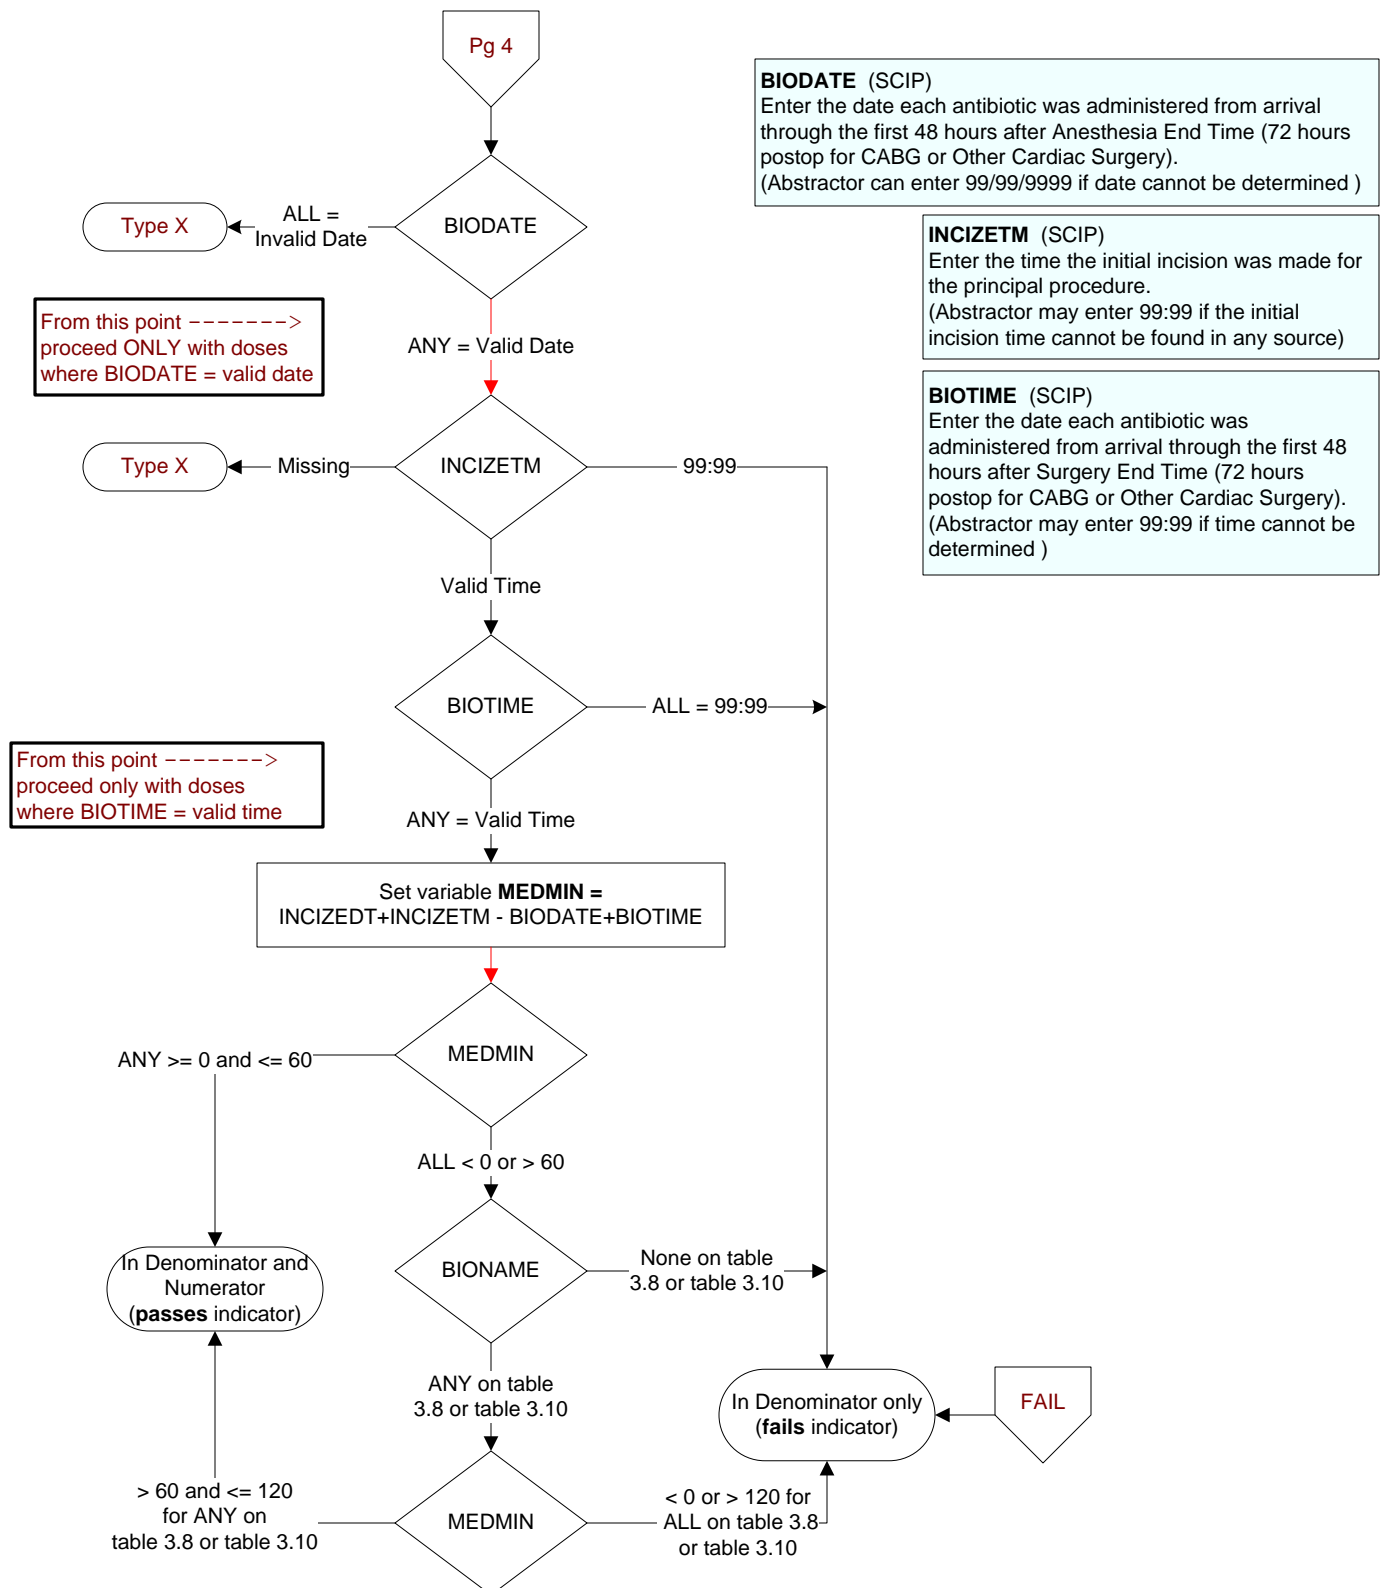 Pg 4
BIODATE (SCIP)
Enter the date each antibiotic was administered from arrival
through the first 48 hours after Anesthesia End Time (72 hours
postop for CABG or Other Cardiac Surgery).
(Abstractor can enter 99/99/9999 if date cannot be determined )
Type X
ALL =
Invalid Date
BIODATE
INCIZETM (SCIP)
Enter the time the initial incision was made for
the principal procedure.
(Abstractor may enter 99:99 if the initial
incision time cannot be found in any source)
From this point ------->
proceed ONLY with doses
where BIODATE = valid date
ANY = Valid Date
BIOTIME (SCIP)
Enter the date each antibiotic was
administered from arrival through the first 48
hours after Surgery End Time (72 hours
postop for CABG or Other Cardiac Surgery).
(Abstractor may enter 99:99 if time cannot be
determined )
Type X
Missing
INCIZETM
99:99
Valid Time
BIOTIME
ALL = 99:99
From this point ------->
proceed only with doses
where BIOTIME = valid time
ANY = Valid Time
Set variable MEDMIN =
INCIZEDT+INCIZETM - BIODATE+BIOTIME
MEDMIN
ANY >= 0 and <= 60
ALL < 0 or > 60
In Denominator and
Numerator
(passes indicator)
BIONAME
None on table
3.8 or table 3.10
ANY on table
3.8 or table 3.10
In Denominator only
(fails indicator)
FAIL
> 60 and <= 120
for ANY on
table 3.8 or table 3.10
MEDMIN
< 0 or > 120 for
ALL on table 3.8
or table 3.10